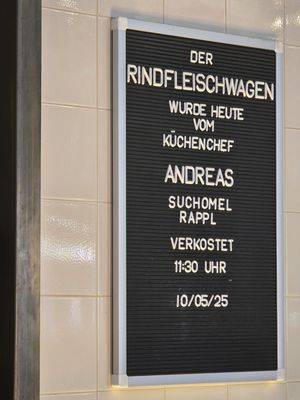 DER
RINDFLEISCHWAGEN
WURDE HEUTE
VOM
KÜCHENCHEF
ANDREAS
SUCHOMEL
RAPPL
VERKOSTET
11:30 UHR
10/05/25